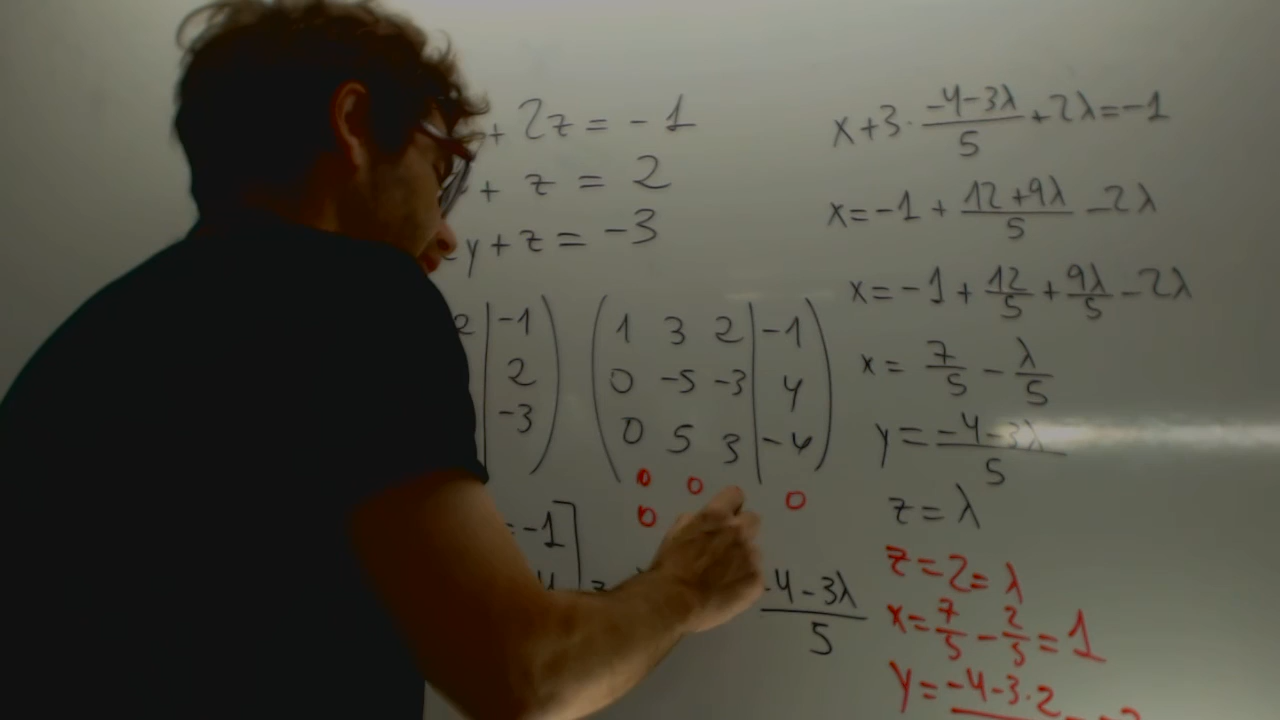 + 2z = -1
+ z = 2
-y + z = -3
2 | -1
2
-3
1 3 2 | -1
0 -5 -3 | 4
0 5 3 | -4
0 0 0
0
= -1
-4-3λ / 5
x+3· (-4-3λ)/5 +2λ=-1
x=-1 + (12+9λ)/5 -2λ
x=-1 + 12/5 + 9λ/5 -2λ
x= 7/5 - λ/5
y= (-4-3λ)/5
z=λ
z=2=λ
x= 7/5 - 2/5 = 1
y= -4-3·2